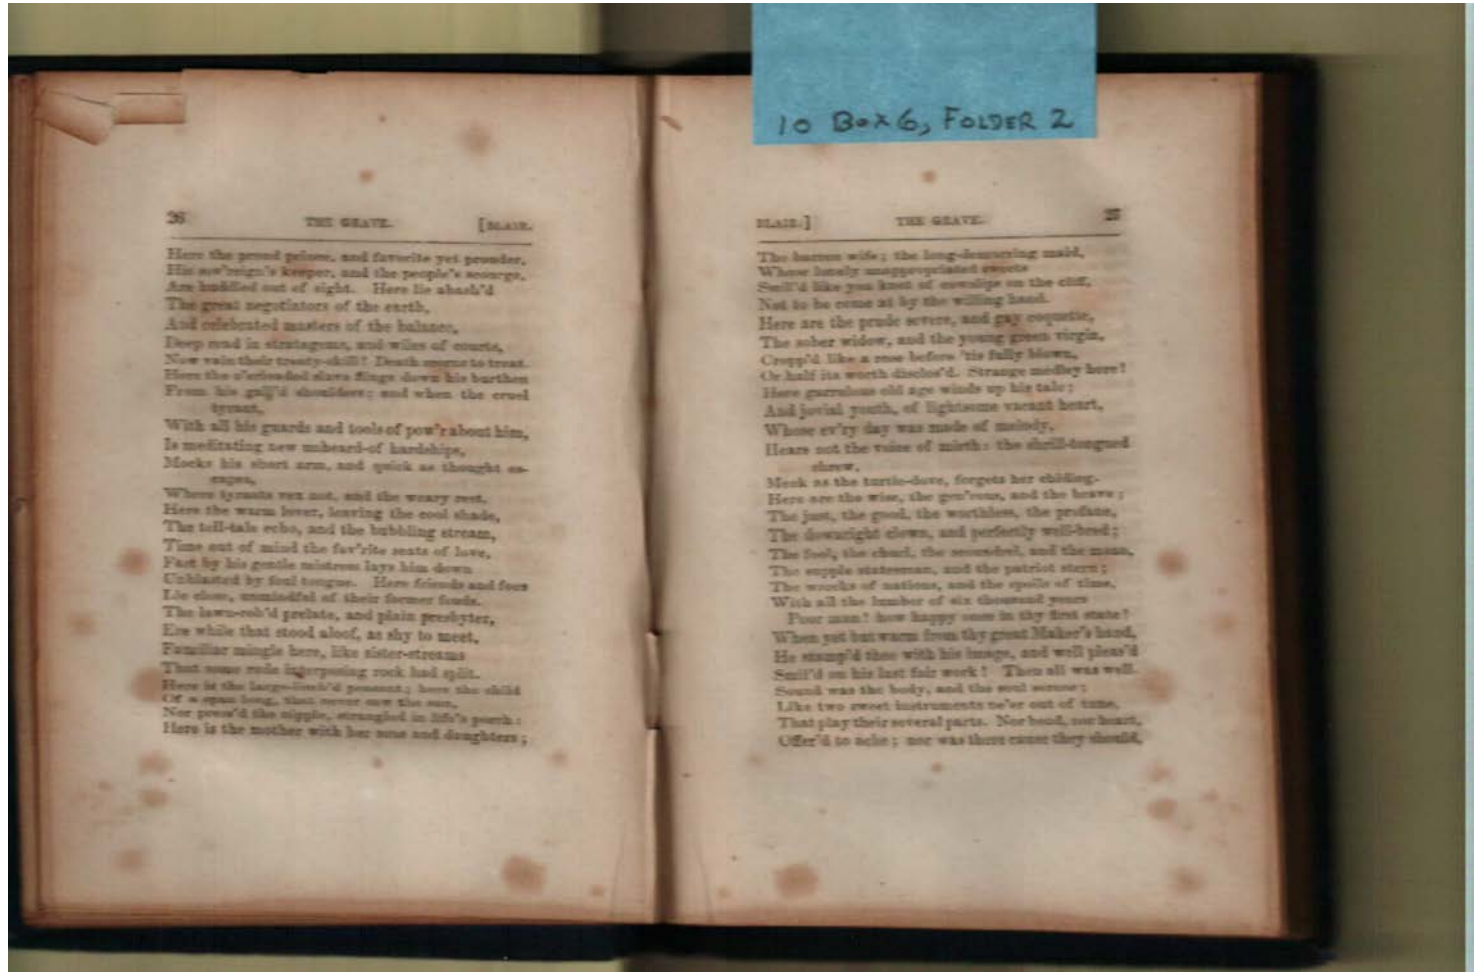 10 BOX 6, FOLDER 2
26 THE GRAVE. [BLAIR.
Here the proud prince, and favorite yet prouder,
His sov'reign's keeper, and the people's scourge,
Are huddled out of sight. Here lie abash'd
The great negotiators of the earth,
And celebrated masters of the balance,
Deep read in stratagems, and wiles of courts,
Now vain their treaty-skill! Death scorns to treat.
Here the o'erloaded slave flings down his burthen
From his gall'd shoulders; and when the cruel
tyrant,
With all his guards and tools of pow'r about him,
Is meditating new unheard-of hardships,
Mocks his short arm, and quick as thought es-
capes,
Where tyrants vex not, and the weary rest.
Here the warm lover, leaving the cool shade,
The tell-tale echo, and the bubbling stream,
Time out of mind the fav'rite seats of love,
Fast by his gentle mistress lays him down
Unblasted by foul tongue. Here friends and foes
Lie close, unmindful of their former feuds.
The lawn-rob'd prelate, and plain presbyter,
Ere while that stood aloof, as shy to meet,
Familiar mingle here, like sister-streams
That some rude interposing rock had split.
Here is the large-limb'd peasant; here the child
Of a span long, that never saw the sun,
Nor press'd the nipple, strangled in life's porch:
Here is the mother with her sons and daughters;
BLAIR.] THE GRAVE. 27
The barren wife; the long-demurring maid,
Whose lonely unappropriated sweets
Smil'd like yon knot of cowslips on the cliff,
Not to be come at by the willing hand.
Here are the prude severe, and gay coquette,
The sober widow, and the young green virgin,
Cropp'd like a rose before 'tis fully blown,
Or half its worth disclos'd. Strange medley here!
Here garrulous old age winds up his tale;
And jovial youth, of lightsome vacant heart,
Whose ev'ry day was made of melody,
Hears not the voice of mirth: the shrill-tongued
shrew,
Meek as the turtle-dove, forgets her chiding.
Here are the wise, the gen'rous, and the brave;
The just, the good, the worthless, the profane,
The downright clown, and perfectly well-bred;
The fool, the churl, the scoundrel, and the mean,
The supple statesman, and the patriot stern;
The wrecks of nations, and the spoils of time,
With all the lumber of six thousand years
Poor man! how happy once in thy first state!
When yet but warm from thy great Maker's hand,
He stamp'd thee with his image, and well pleas'd
Smil'd on his last fair work! Then all was well.
Sound was the body, and the soul serene;
Like two sweet instruments ne'er out of tune,
That play their several parts. Nor head, nor heart,
Offer'd to ache; nor was there cause they should,